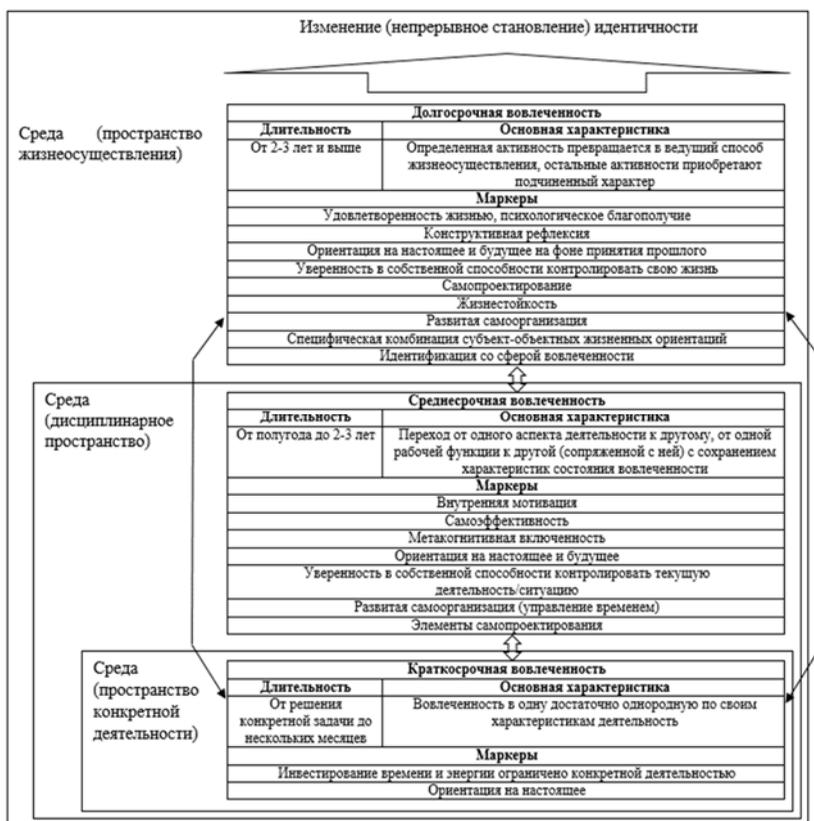 Изменение (непрерывное становление) идентичности
Среда (пространство
жизнеосуществления)
Долгосрочная вовлеченность
Длительность
Основная характеристика
От 2-3 лет и выше
Определенная активность превращается в ведущий способ
жизнеосуществления, остальные активности приобретают
подчиненный характер
Маркеры
Удовлетворенность жизнью, психологическое благополучие
Конструктивная рефлексия
Ориентация на настоящее и будущее на фоне принятия прошлого
Уверенность в собственной способности контролировать свою жизнь
Самопроектирование
Жизнестойкость
Развитая самоорганизация
Специфическая комбинация субъект-объектных жизненных ориентаций
Идентификация со сферой вовлеченности
Среда
(дисциплинарное
пространство)
Среднесрочная вовлеченность
Длительность
Основная характеристика
От полугода до 2-3 лет
Переход от одного аспекта деятельности к другому, от одной
рабочей функции к другой (сопряженной с ней) с сохранением
характеристик состояния вовлеченности
Маркеры
Внутренняя мотивация
Самоэффективность
Метакогнитивная включенность
Ориентация на настоящее и будущее
Уверенность в собственной способности контролировать текущую
деятельность/ситуацию
Развитая самоорганизация (управление временем)
Элементы самопроектирования
Среда
(пространство
конкретной
деятельности)
Краткосрочная вовлеченность
Длительность
Основная характеристика
От решения
конкретной задачи до
нескольких месяцев
Вовлеченность в одну достаточно однородную по своим
характеристикам деятельность
Маркеры
Инвестирование времени и энергии ограничено конкретной деятельностью
Ориентация на настоящее